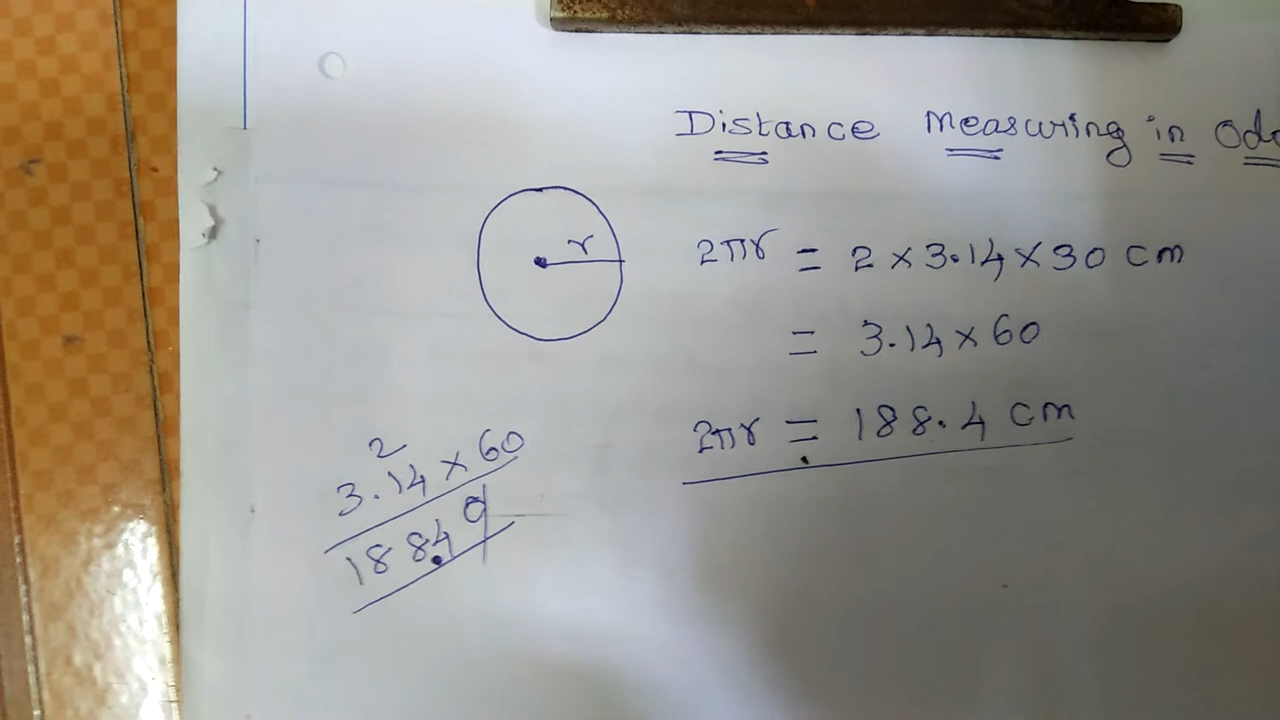 Distance Measuring in Odo
r
2πr = 2 × 3.14 × 30 cm
= 3.14 × 60
2πr = 188.4 cm
2
3.14 × 60
188.40